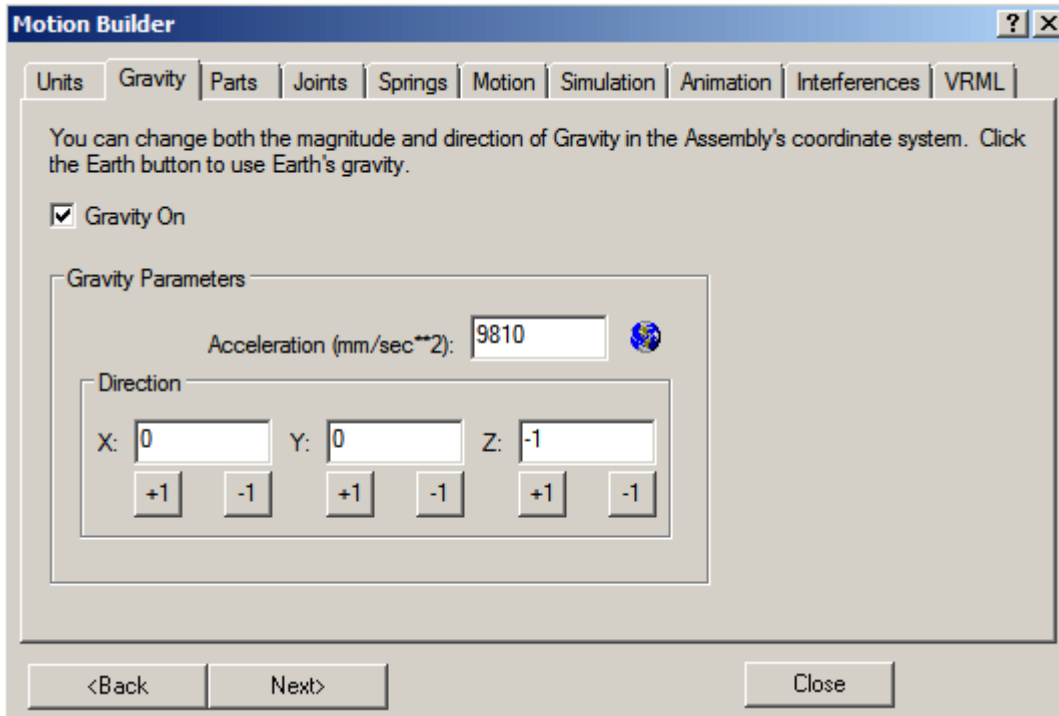 Motion Builder
Units Gravity Parts Joints Springs Motion Simulation Animation Interferences VRML
You can change both the magnitude and direction of Gravity in the Assembly's coordinate system. Click
the Earth button to use Earth's gravity.
Gravity On
Gravity Parameters
Acceleration (mm/sec**2): 9810
Direction
X: 0 Y: 0 Z: -1
+1 -1 +1 -1 +1 -1
<Back Next> Close